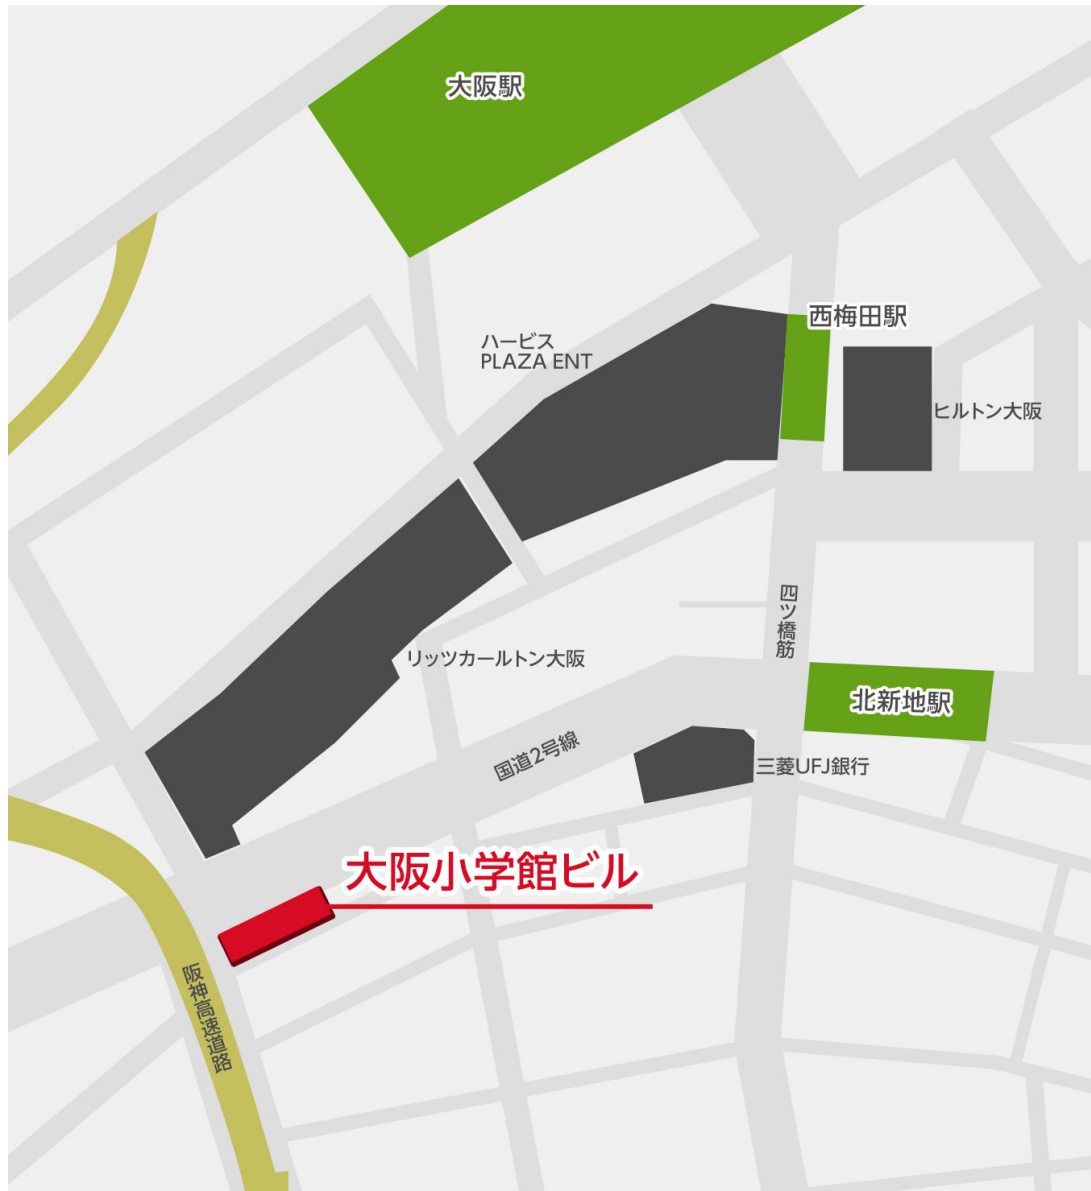 大阪駅
西梅田駅
ハービス
PLAZA ENT
ヒルトン大阪
四ツ橋筋
リッツカールトン大阪
北新地駅
国道2号線
三菱UFJ銀行
大阪小学館ビル
阪神高速道路